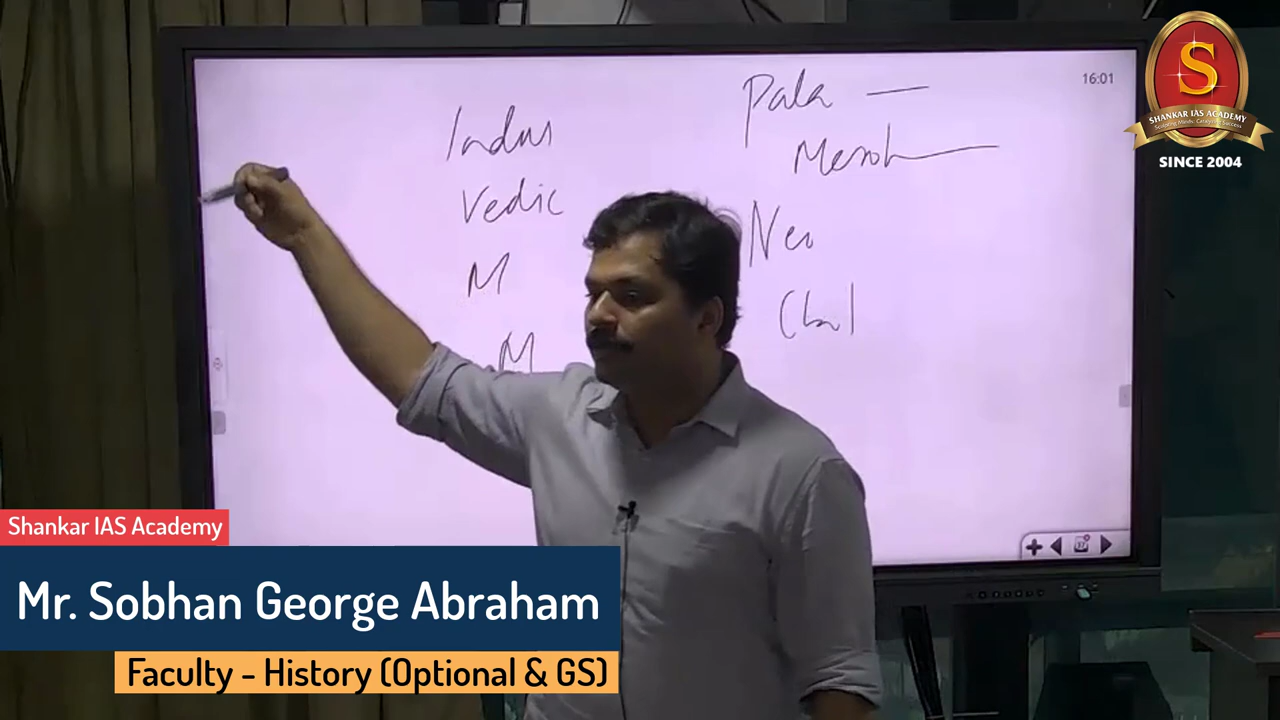 Indus
Vedic
M
M
Pala —
Mesoh
Neo
Chal
16:01
S
SHANKAR IAS ACADEMY
SINCE 2004
Shankar IAS Academy
Mr. Sobhan George Abraham
Faculty - History (Optional & GS)